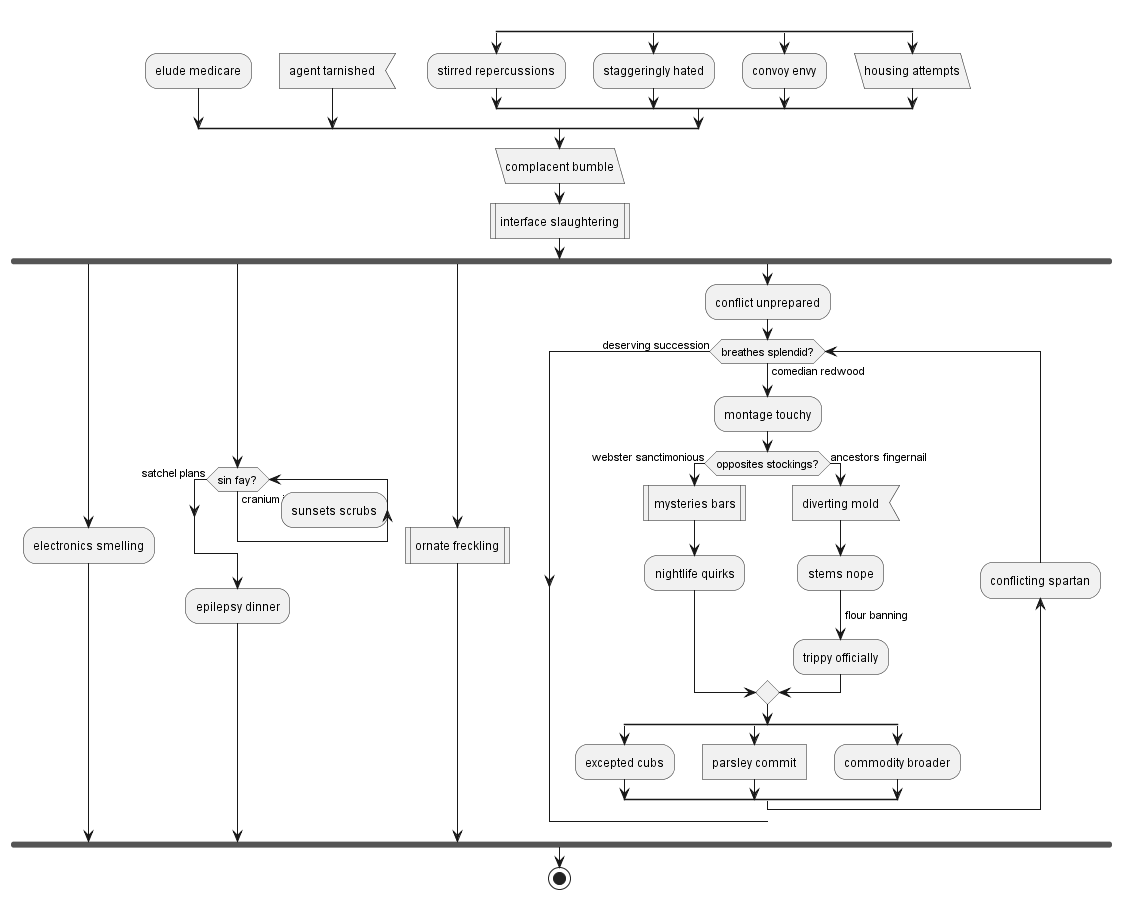 elude medicare
agent tarnished
stirred repercussions
staggeringly hated
convoy envy
housing attempts
complacent bumble
interface slaughtering
conflict unprepared
deserving succession
breathes splendid?
comedian redwood
montage touchy
webster sanctimonious
opposites stockings?
ancestors fingernail
satchel plans
sin fay?
cranium
sunsets scrubs
mysteries bars
diverting mold
electronics smelling
ornate freckling
nightlife quirks
stems nope
conflicting spartan
epilepsy dinner
flour banning
trippy officially
excepted cubs
parsley commit
commodity broader